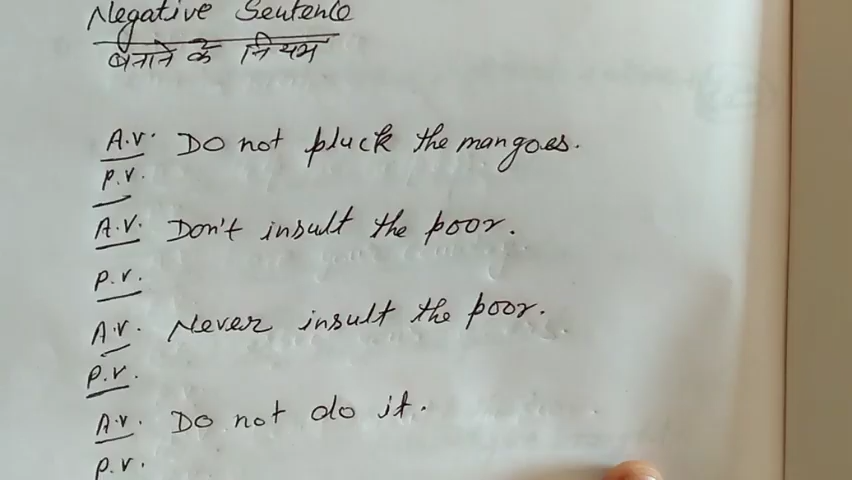 Negative Sentence
बनाने के नियम
A.V. Do not pluck the mangoes.
P.V.
A.V. Don't insult the poor.
P.V.
A.V. Never insult the poor.
P.V.
A.V. Do not do it.
P.V.